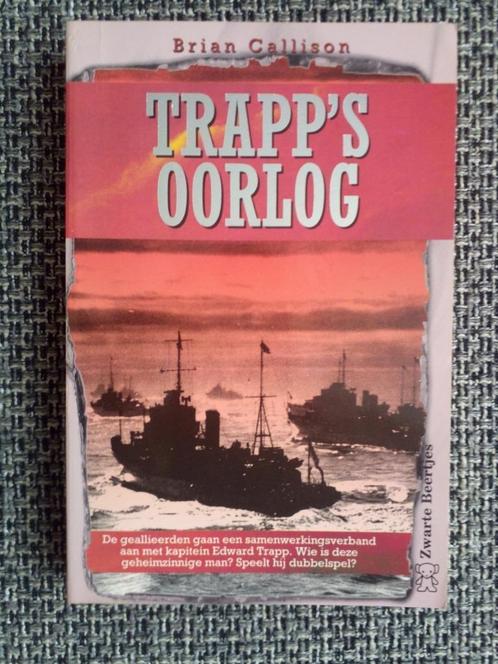 Brian Callison
TRAPP'S
OORLOG
De geallieerden gaan een samenwerkingsverband
aan met kapitein Edward Trapp. Wie is deze
geheimzinnige man? Speelt hij dubbelspel?
Zwarte Beertjes